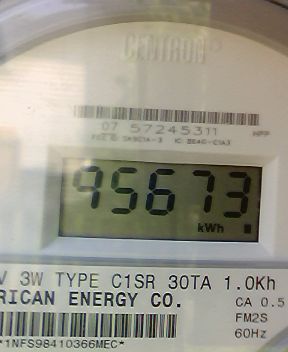 CENTRON
07 57245311
95673
kWh
V 3W TYPE C1SR 30TA 1.0Kh
RICAN ENERGY CO.
CA 0.5
FM2S
60Hz
*1NFS98410366MEC*